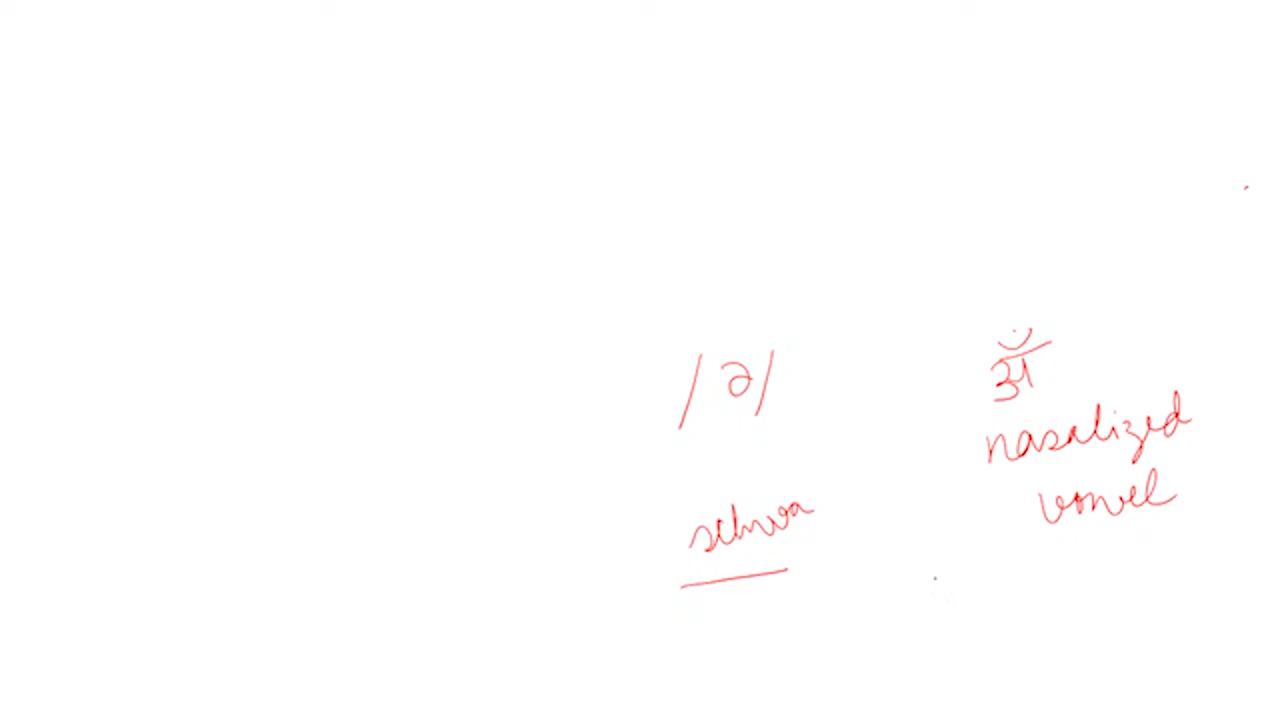 /ə/
schwa
अँ
nasalized
vowel